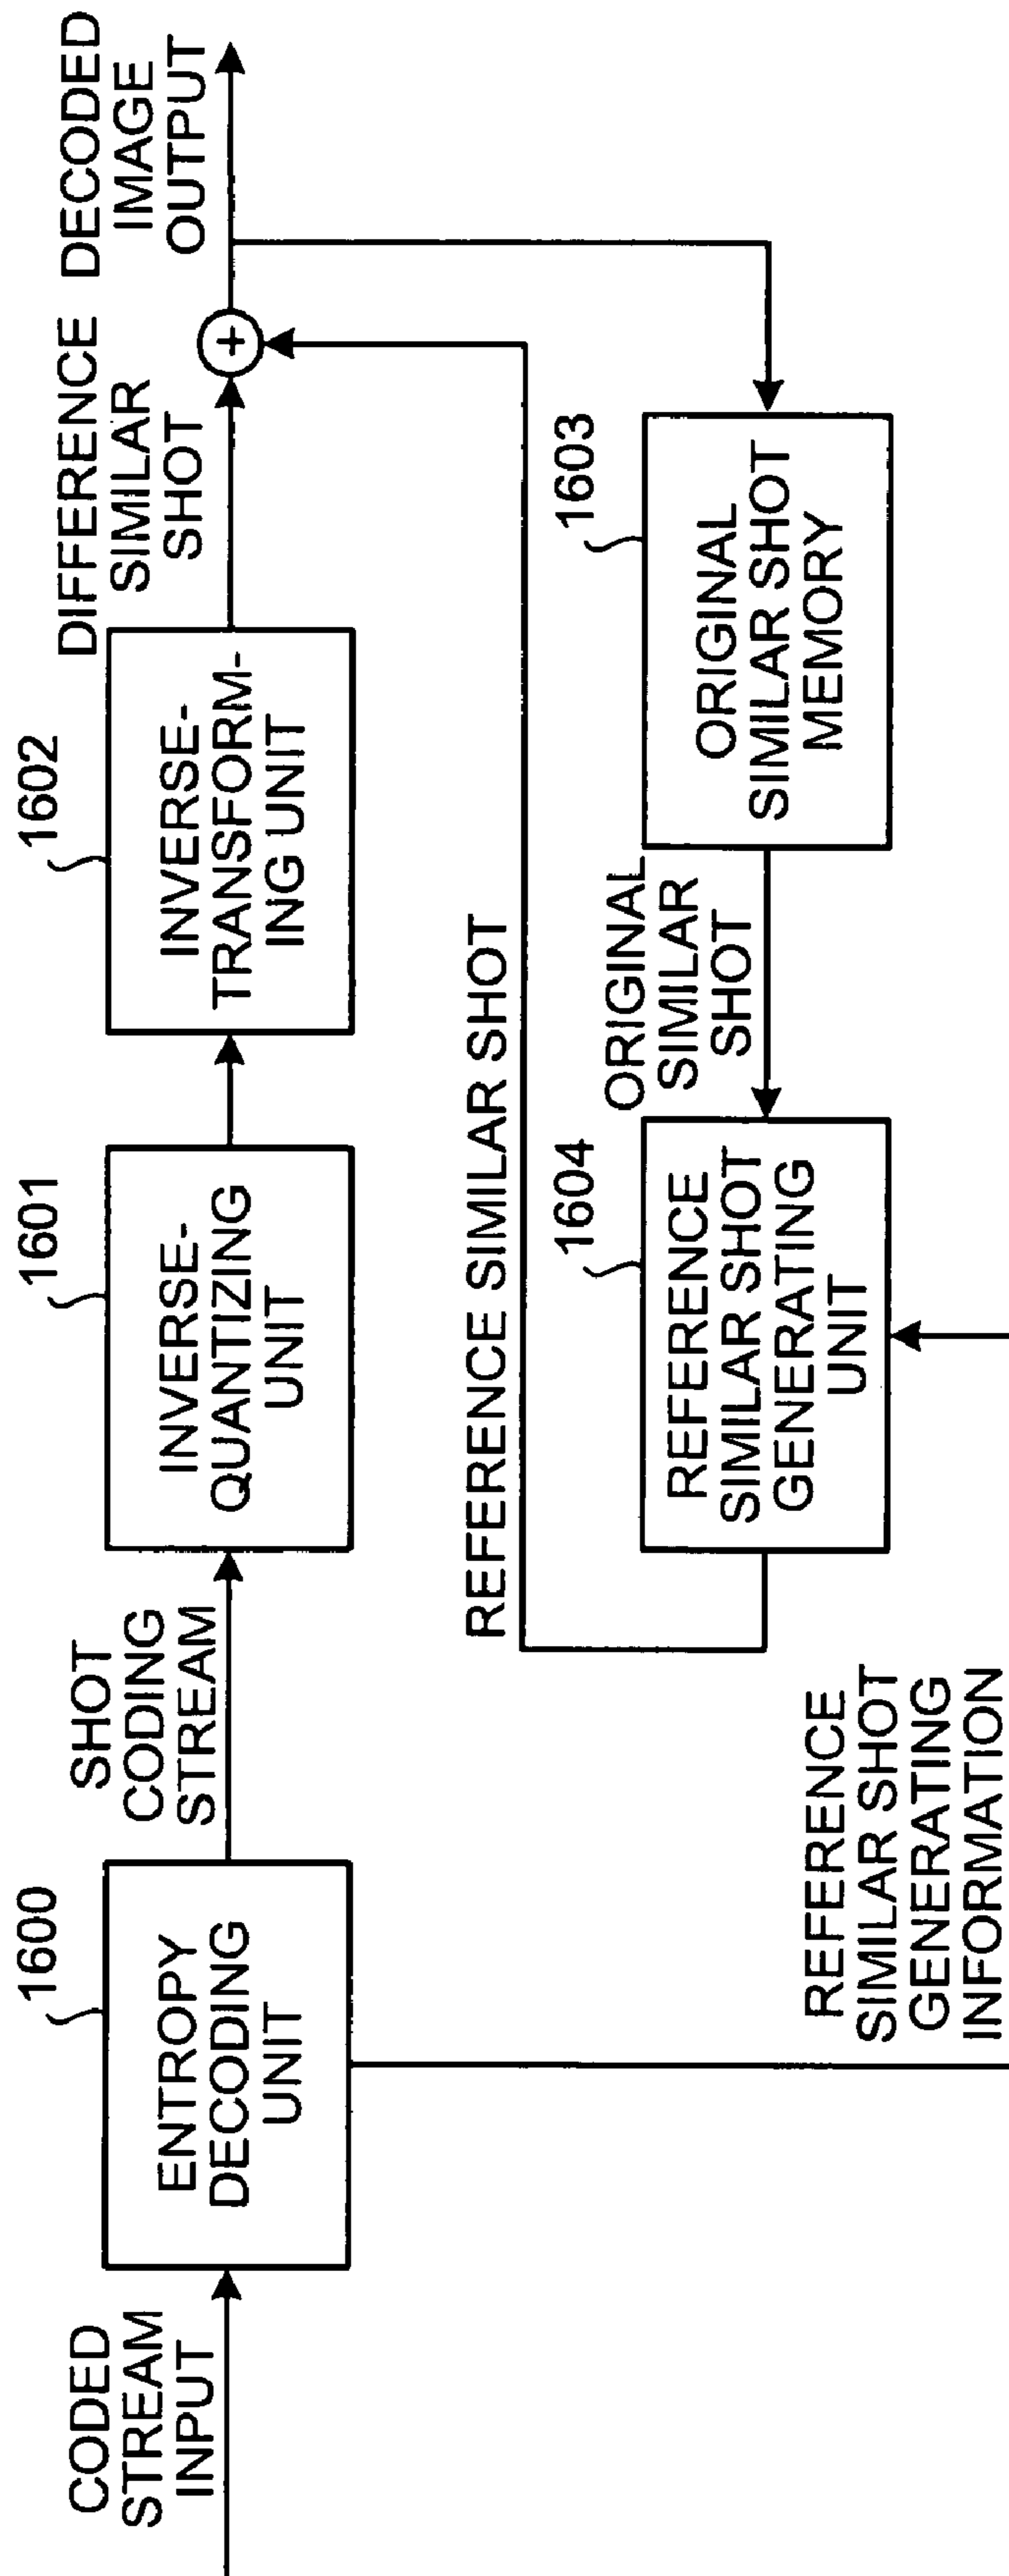 CODED
STREAM
INPUT
1600
ENTROPY
DECODING
UNIT
SHOT
CODING
STREAM
1601
INVERSE-
QUANTIZING
UNIT
1602
INVERSE-
TRANSFORM-
ING UNIT
DIFFERENCE
SIMILAR
SHOT
+
DECODED
IMAGE
OUTPUT
REFERENCE SIMILAR SHOT
1604
REFERENCE
SIMILAR SHOT
GENERATING
UNIT
ORIGINAL
SIMILAR
SHOT
1603
ORIGINAL
SIMILAR SHOT
MEMORY
REFERENCE
SIMILAR SHOT
GENERATING
INFORMATION